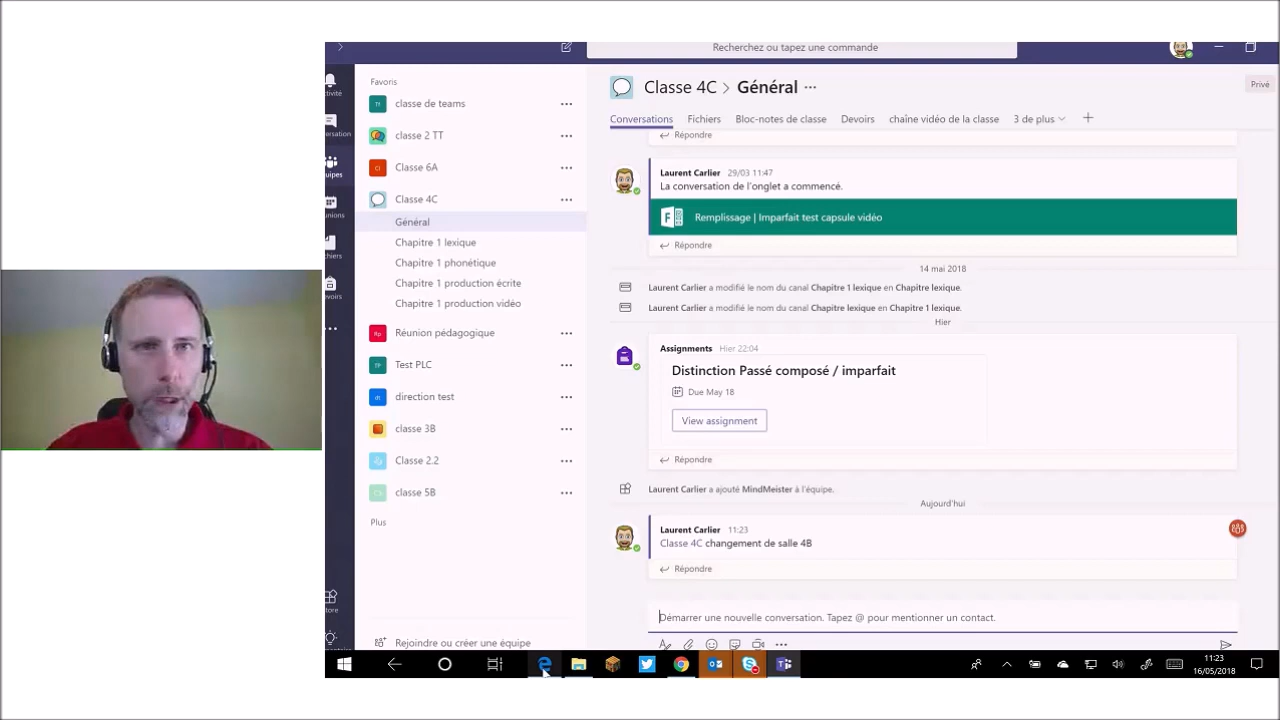 Recherchez ou tapez une commande
Favoris
classe de teams
classe 2 TT
Classe 6A
Classe 4C
Général
Chapitre 1 lexique
Chapitre 1 phonétique
Chapitre 1 production écrite
Chapitre 1 production vidéo
Réunion pédagogique
Test PLC
direction test
classe 3B
Classe 2.2
classe 5B
Plus
Rejoindre ou créer une équipe
Classe 4C > Général
Privé
Conversations Fichiers Bloc-notes de classe Devoirs chaîne vidéo de la classe 3 de plus
Répondre
Laurent Carlier 29/03 11:47
La conversation de l'onglet a commencé.
Remplissage | Imparfait test capsule vidéo
Répondre
14 mai 2018
Laurent Carlier a modifié le nom du canal Chapitre 1 lexique en Chapitre lexique.
Laurent Carlier a modifié le nom du canal Chapitre lexique en Chapitre 1 lexique.
Hier
Assignments Hier 22:04
Distinction Passé composé / imparfait
Due May 18
View assignment
Répondre
Laurent Carlier a ajouté MindMeister à l'équipe.
Aujourd'hui
Laurent Carlier 11:23
Classe 4C changement de salle 4B
Répondre
Démarrer une nouvelle conversation. Tapez @ pour mentionner un contact.
11:23
16/05/2018